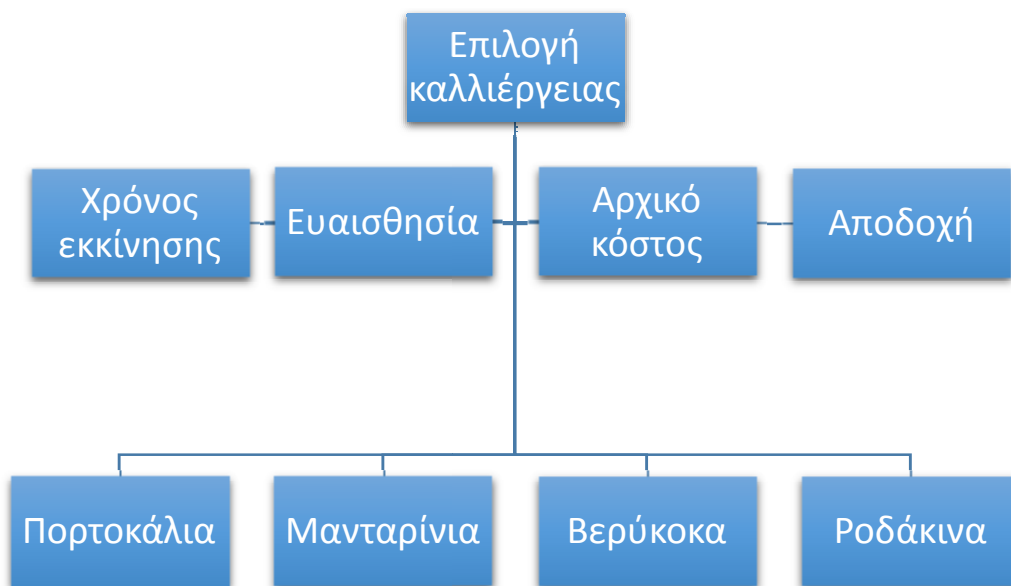 Επιλογή
καλλιέργειας
Χρόνος
εκκίνησης
Ευαισθησία
Αρχικό
κόστος
Αποδοχή
Πορτοκάλια
Μανταρίνια
Βερύκοκα
Ροδάκινα